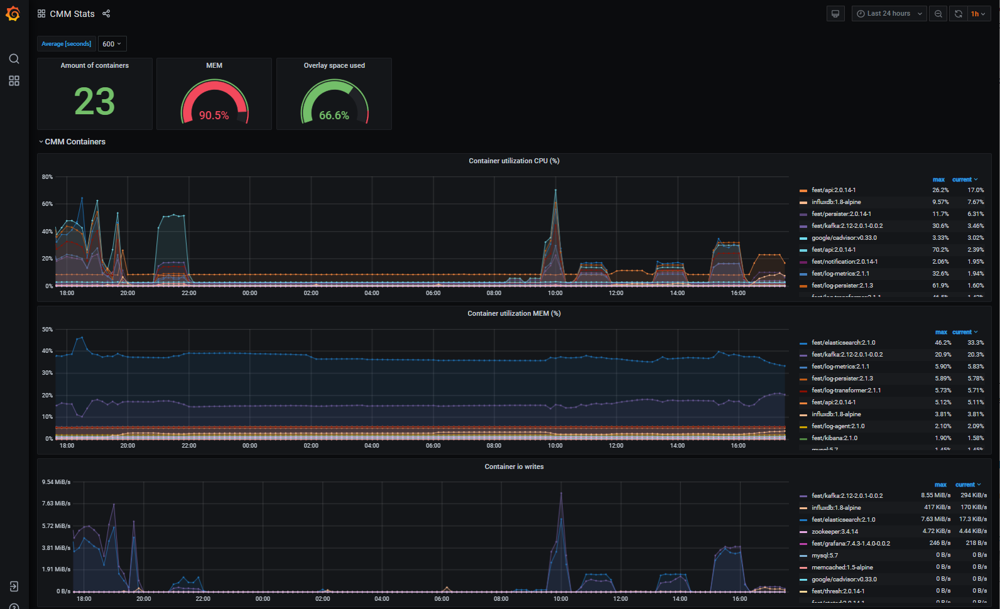 CMM Stats
Last 24 hours
1h
Average [seconds] 600
Amount of containers
23
MEM
90.5%
Overlay space used
66.6%
CMM Containers
Container utilization CPU (%)
80%
60%
40%
20%
0%
18:00 20:00 22:00 00:00 02:00 04:00 06:00 08:00 10:00 12:00 14:00 16:00
max current
fest/api:2.0.14-1 26.2% 17.0%
influxdb:1.8-alpine 9.57% 7.67%
fest/persister:2.0.14-1 11.7% 6.31%
fest/kafka:2.12-2.0.1-0.0.2 30.6% 3.46%
google/cadvisor:v0.33.0 3.33% 3.02%
fest/api:2.0.14-1 70.2% 2.39%
fest/notification:2.0.14-1 2.06% 1.95%
fest/log-metrics:2.1.1 32.6% 1.94%
fest/log-persister:2.1.3 61.9% 1.60%
fest/log-transformer:2.1.1
Container utilization MEM (%)
50%
40%
30%
20%
10%
0%
18:00 20:00 22:00 00:00 02:00 04:00 06:00 08:00 10:00 12:00 14:00 16:00
max current
fest/elasticsearch:2.1.0 46.2% 33.3%
fest/kafka:2.12-2.0.1-0.0.2 20.9% 20.3%
fest/log-metrics:2.1.1 5.90% 5.83%
fest/log-persister:2.1.3 5.89% 5.78%
fest/log-transformer:2.1.1 5.73% 5.71%
fest/api:2.0.14-1 5.12% 5.11%
influxdb:1.8-alpine 3.81% 3.81%
fest/log-agent:2.1.0 2.10% 2.09%
fest/kibana:2.1.0 1.90% 1.58%
mysql:5.7 1.45% 1.45%
Container io writes
9.54 MiB/s
7.63 MiB/s
5.72 MiB/s
3.81 MiB/s
1.91 MiB/s
0 B/s
18:00 20:00 22:00 00:00 02:00 04:00 06:00 08:00 10:00 12:00 14:00 16:00
max current
fest/kafka:2.12-2.0.1-0.0.2 8.55 MiB/s 294 KiB/s
influxdb:1.8-alpine 417 KiB/s 170 KiB/s
fest/elasticsearch:2.1.0 7.63 MiB/s 17.3 KiB/s
zookeeper:3.4.14 4.72 KiB/s 4.44 KiB/s
fest/grafana:7.4.3-1.4.0-0.0.2 246 B/s 218 B/s
mysql:5.7 0 B/s 0 B/s
memcached:1.5-alpine 0 B/s 0 B/s
google/cadvisor:v0.33.0 0 B/s 0 B/s
fest/thresh:2.0.14-1 0 B/s 0 B/s
0 B/s 0 B/s